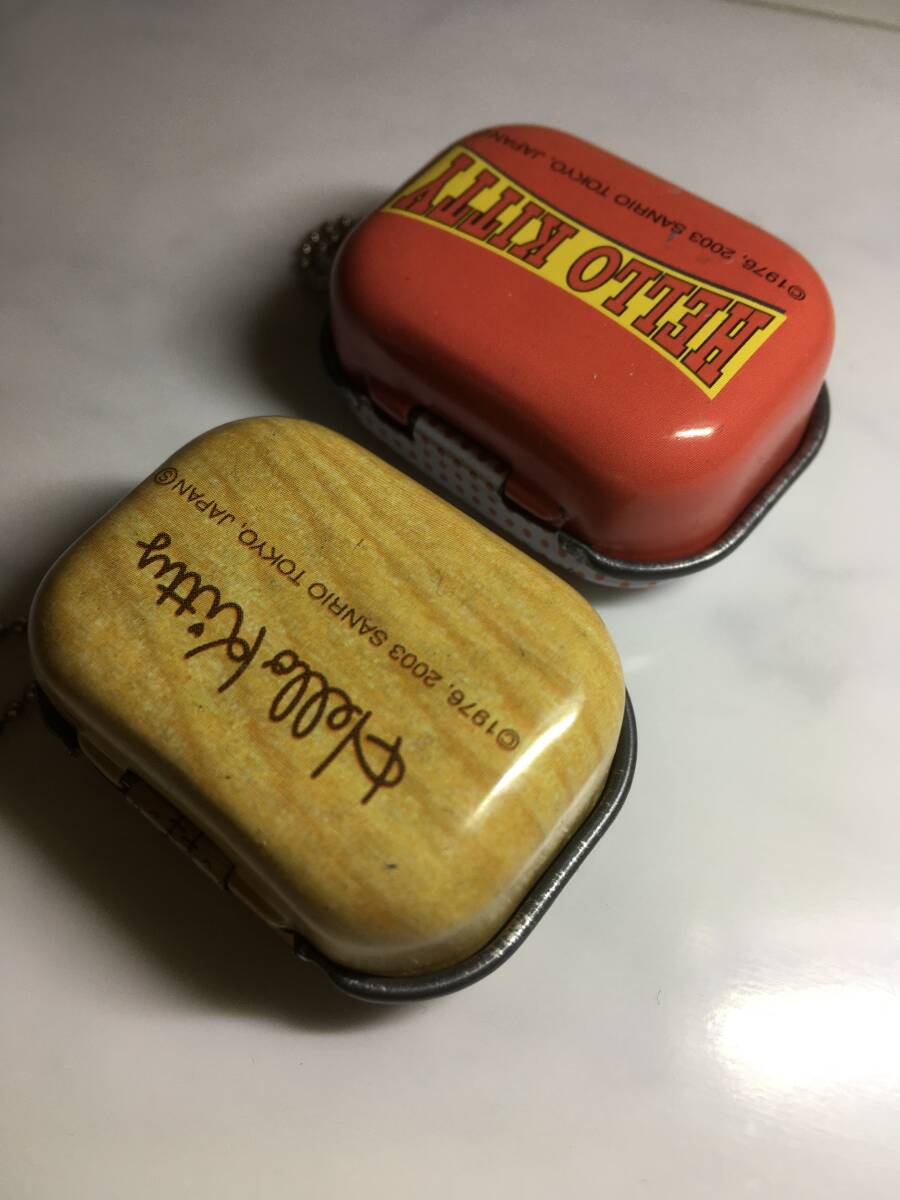 HELLO KITTY
©1976, 2003 SANRIO TOKYO, JAPAN
Hello Kitty
©1976, 2003 SANRIO TOKYO, JAPAN Ⓢ